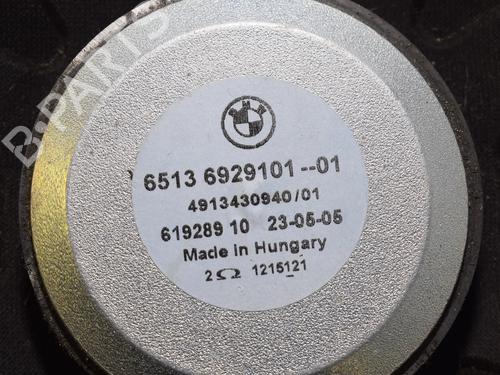 BMW
6513 6929101--01
4913430940/01
619289 10 23-05-05
Made in Hungary
2Ω 1215121
B-PARTS